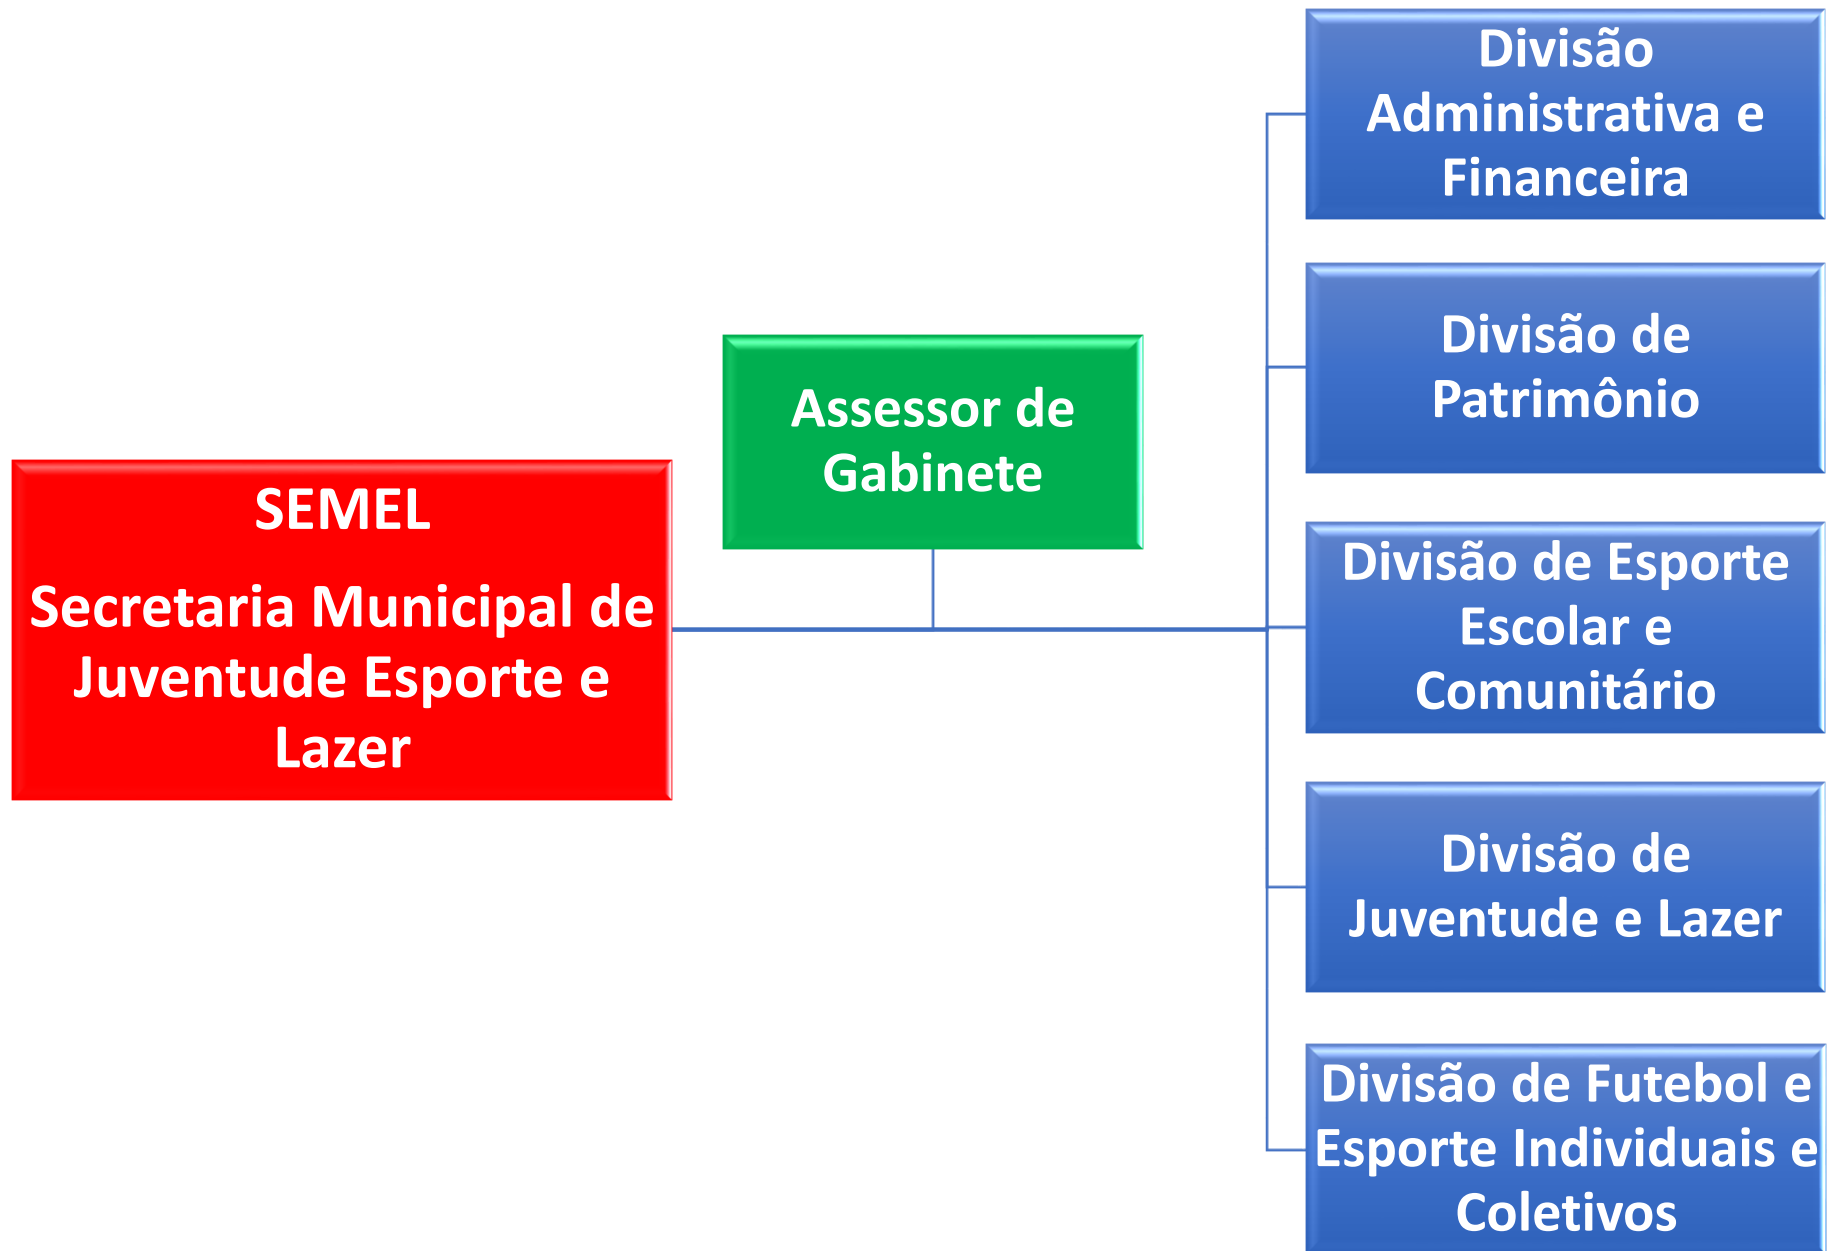 SEMEL
Secretaria Municipal de
Juventude Esporte e
Lazer
Assessor de
Gabinete
Divisão
Administrativa e
Financeira
Divisão de
Patrimônio
Divisão de Esporte
Escolar e
Comunitário
Divisão de
Juventude e Lazer
Divisão de Futebol e
Esporte Individuais e
Coletivos